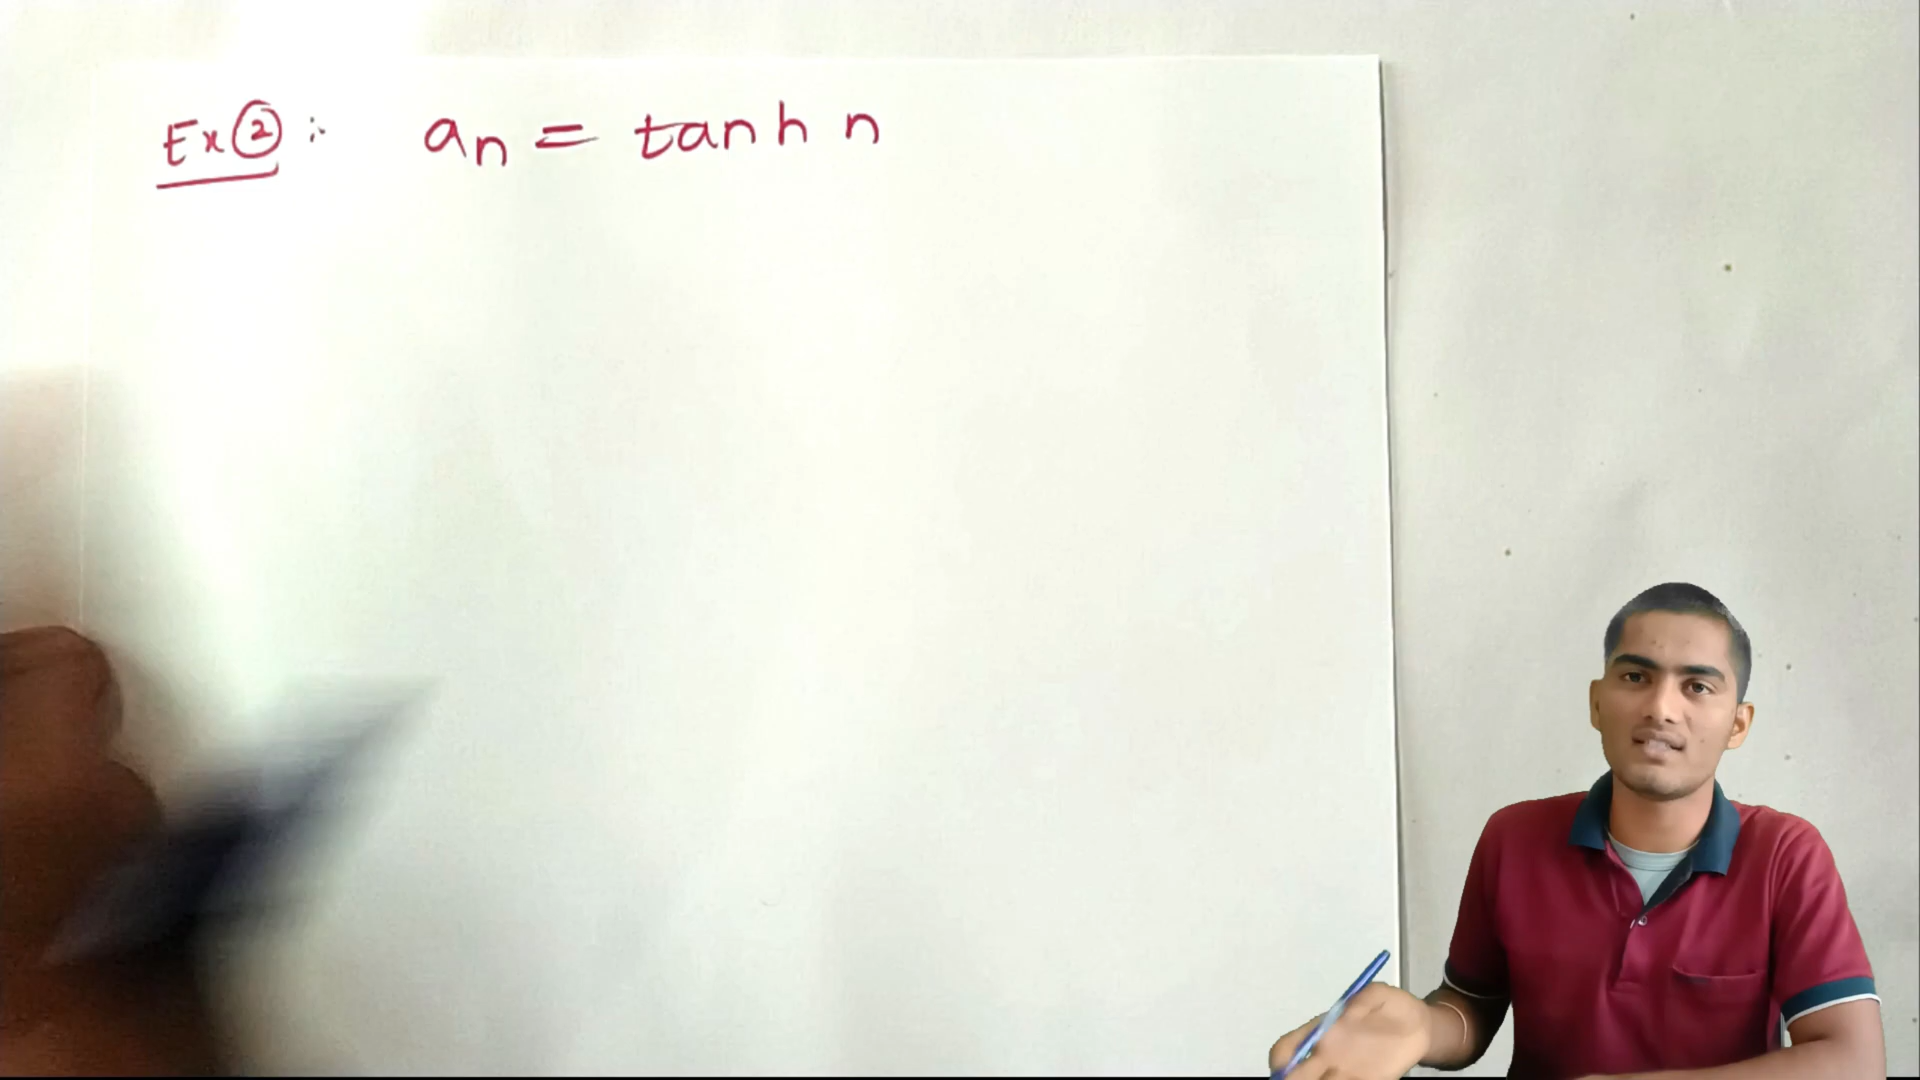 Ex ② :- an = tanh n